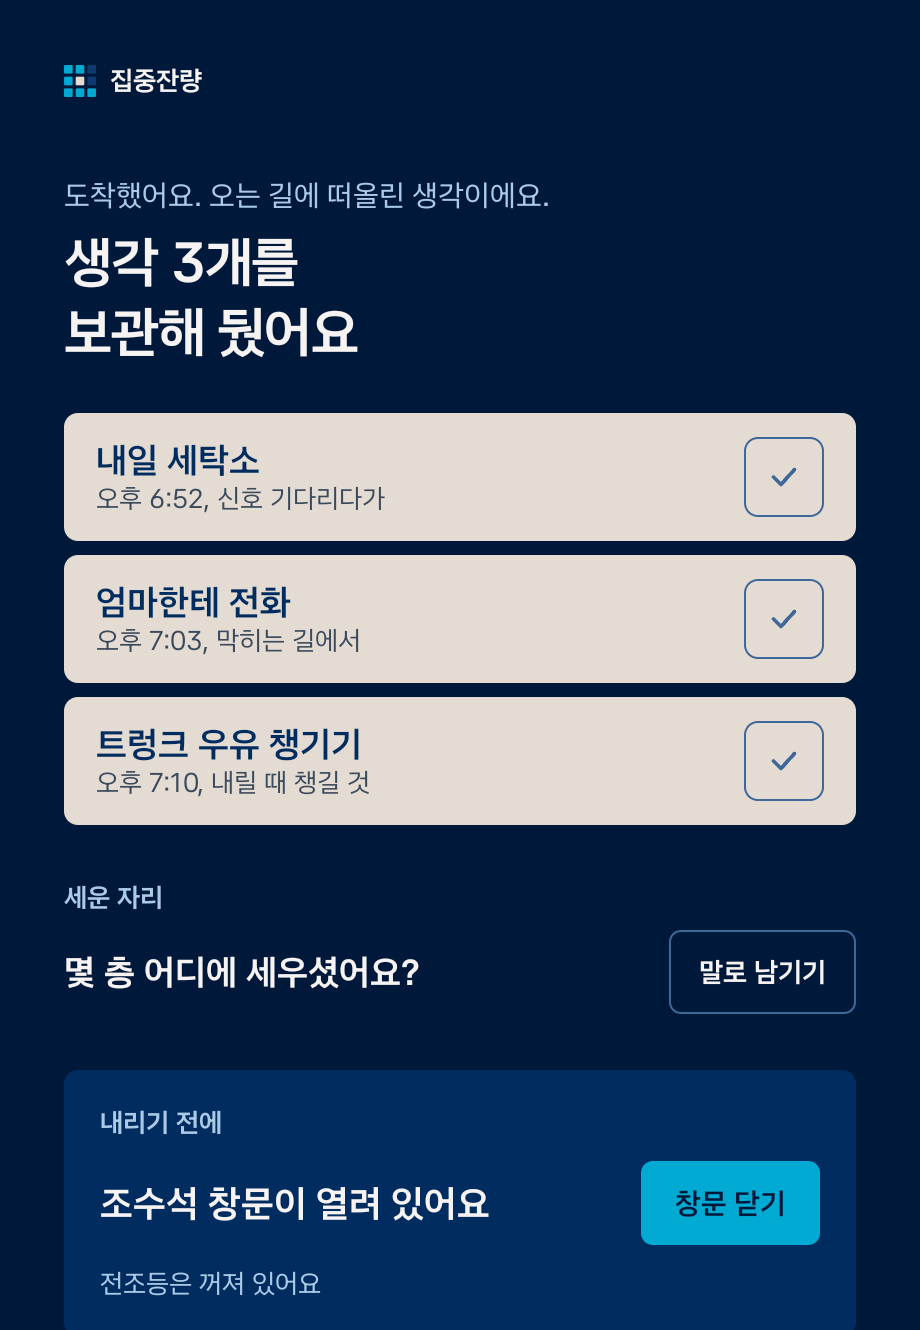 집중잔량
도착했어요. 오는 길에 떠올린 생각이에요.
생각 3개를
보관해 뒀어요
내일 세탁소
오후 6:52, 신호 기다리다가
엄마한테 전화
오후 7:03, 막히는 길에서
트렁크 우유 챙기기
오후 7:10, 내릴 때 챙길 것
세운 자리
몇 층 어디에 세우셨어요?
말로 남기기
내리기 전에
조수석 창문이 열려 있어요
창문 닫기
전조등은 꺼져 있어요